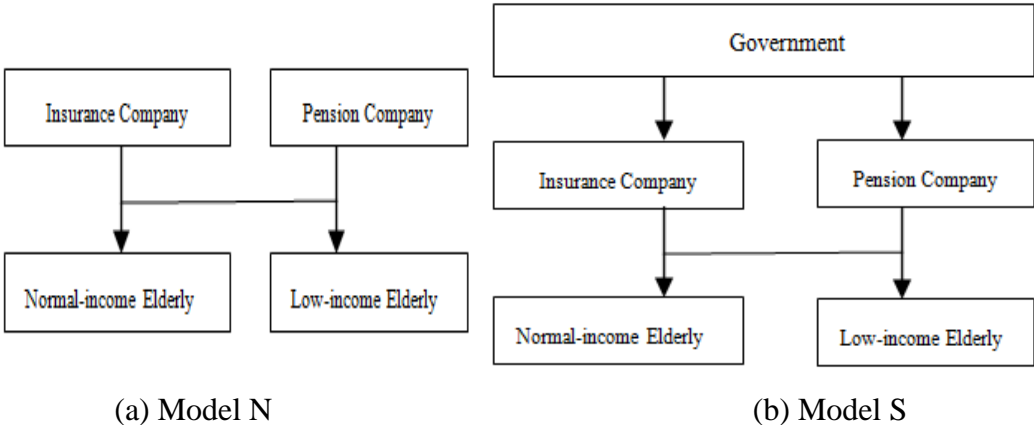 Government
Insurance Company
Pension Company
Insurance Company
Pension Company
Normal-income Elderly
Low-income Elderly
Normal-income Elderly
Low-income Elderly
(a) Model N
(b) Model S